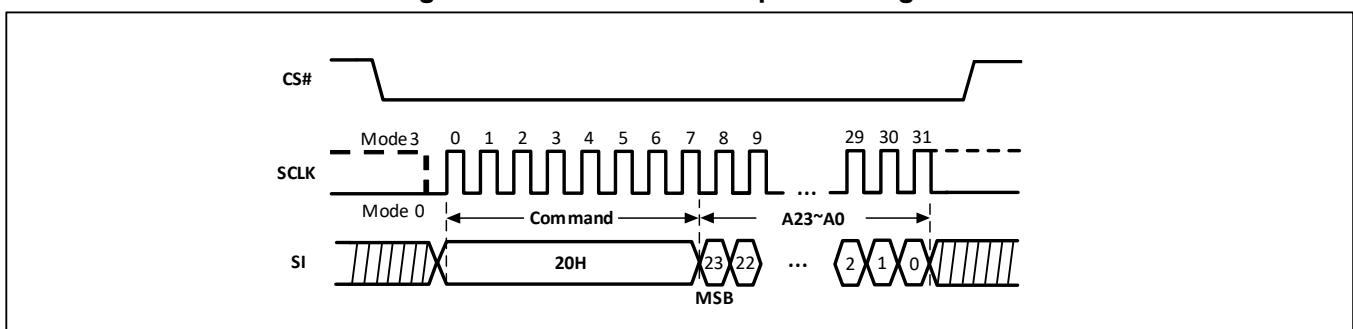 CS#
Mode 3 0 1 2 3 4 5 6 7 8 9 29 30 31
SCLK
...
Mode 0 Command A23~A0
SI 20H 23 22 ... 2 1 0
MSB